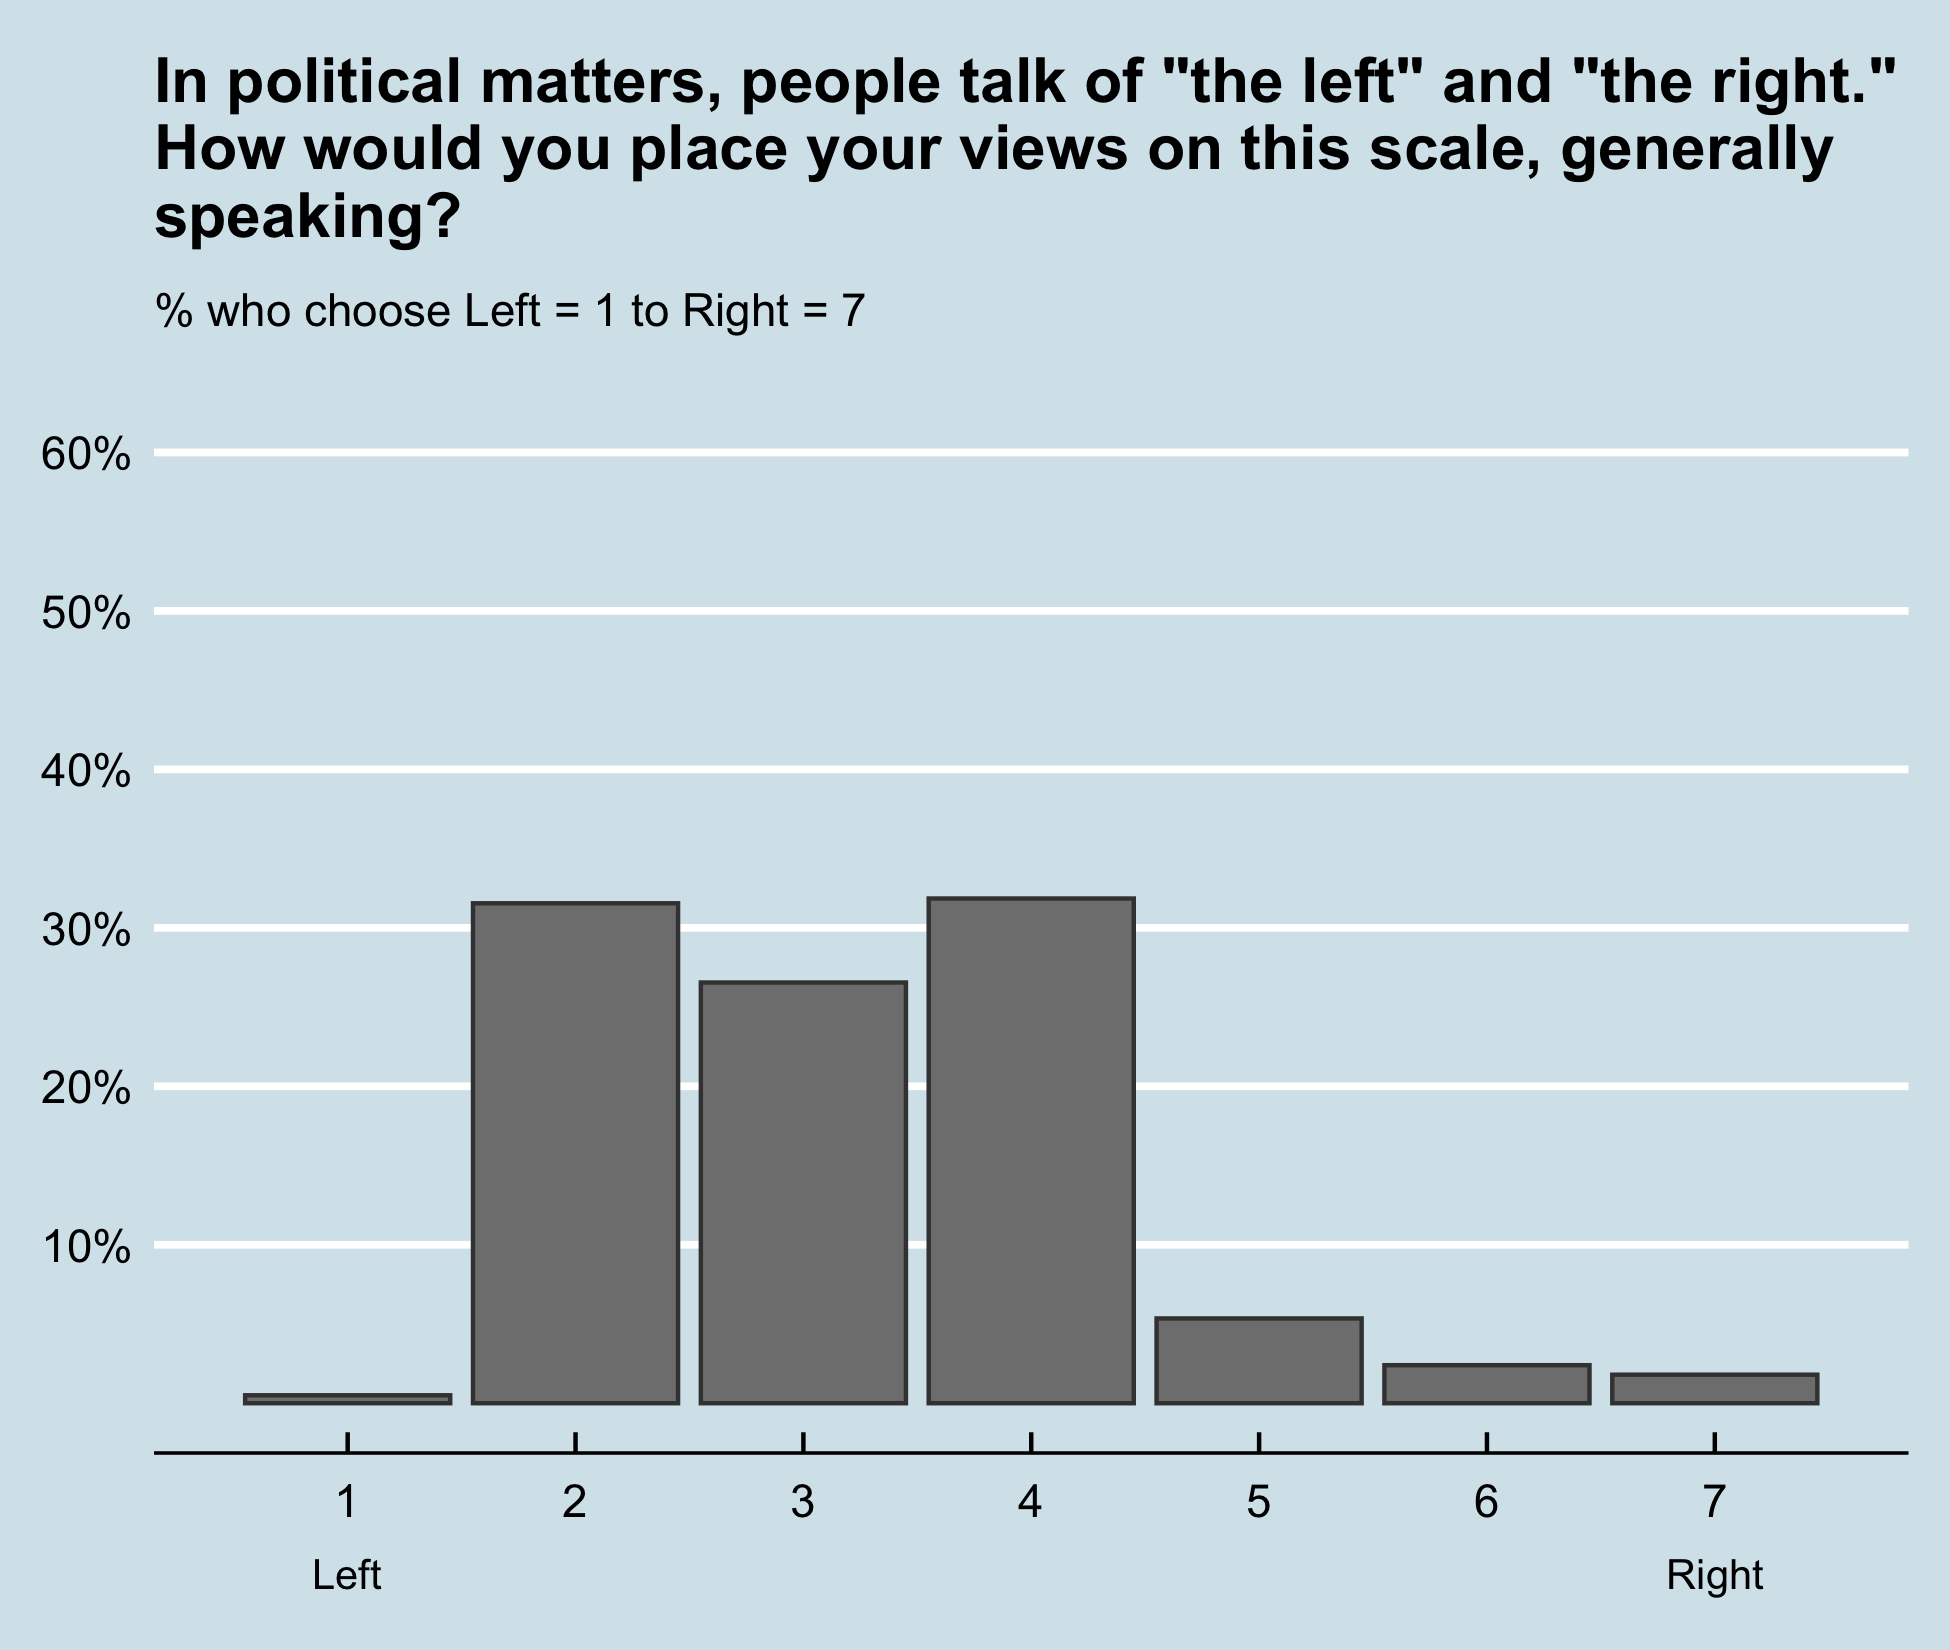 In political matters, people talk of "the left" and "the right."
How would you place your views on this scale, generally
speaking?
% who choose Left = 1 to Right = 7
60%
50%
40%
30%
20%
10%
1 2 3 4 5 6 7
Left Right